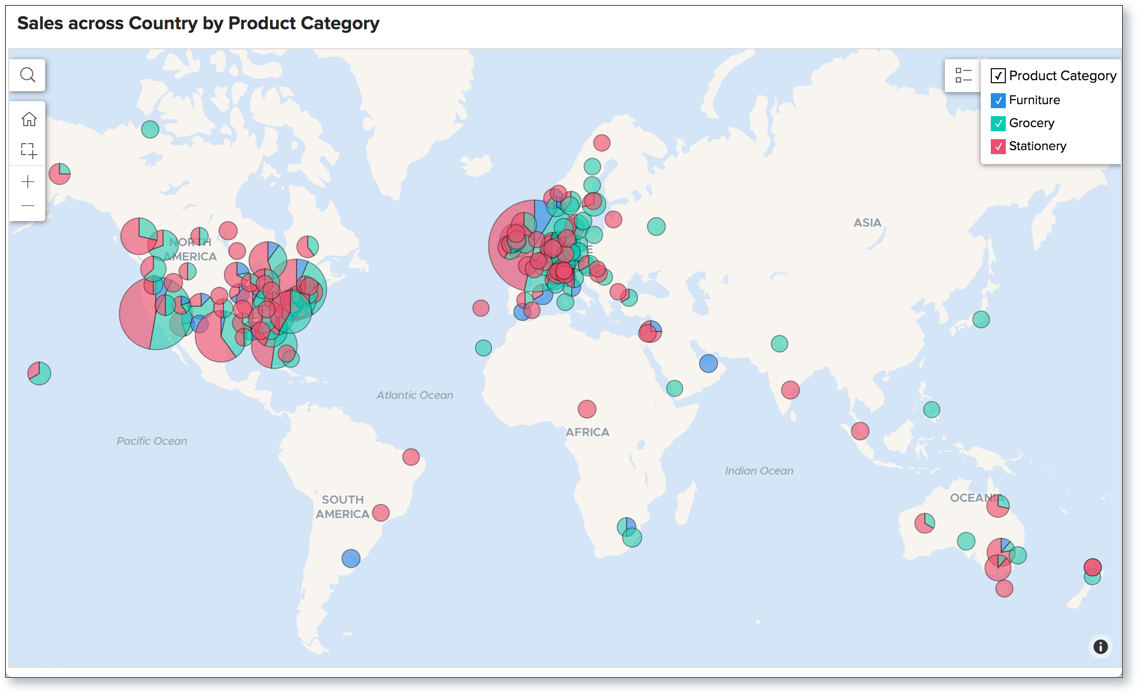 Sales across Country by Product Category
Product Category
Furniture
Grocery
Stationery
NORTH
AMERICA
ASIA
Atlantic Ocean
Pacific Ocean
AFRICA
Indian Ocean
SOUTH
AMERICA
OCEANIA